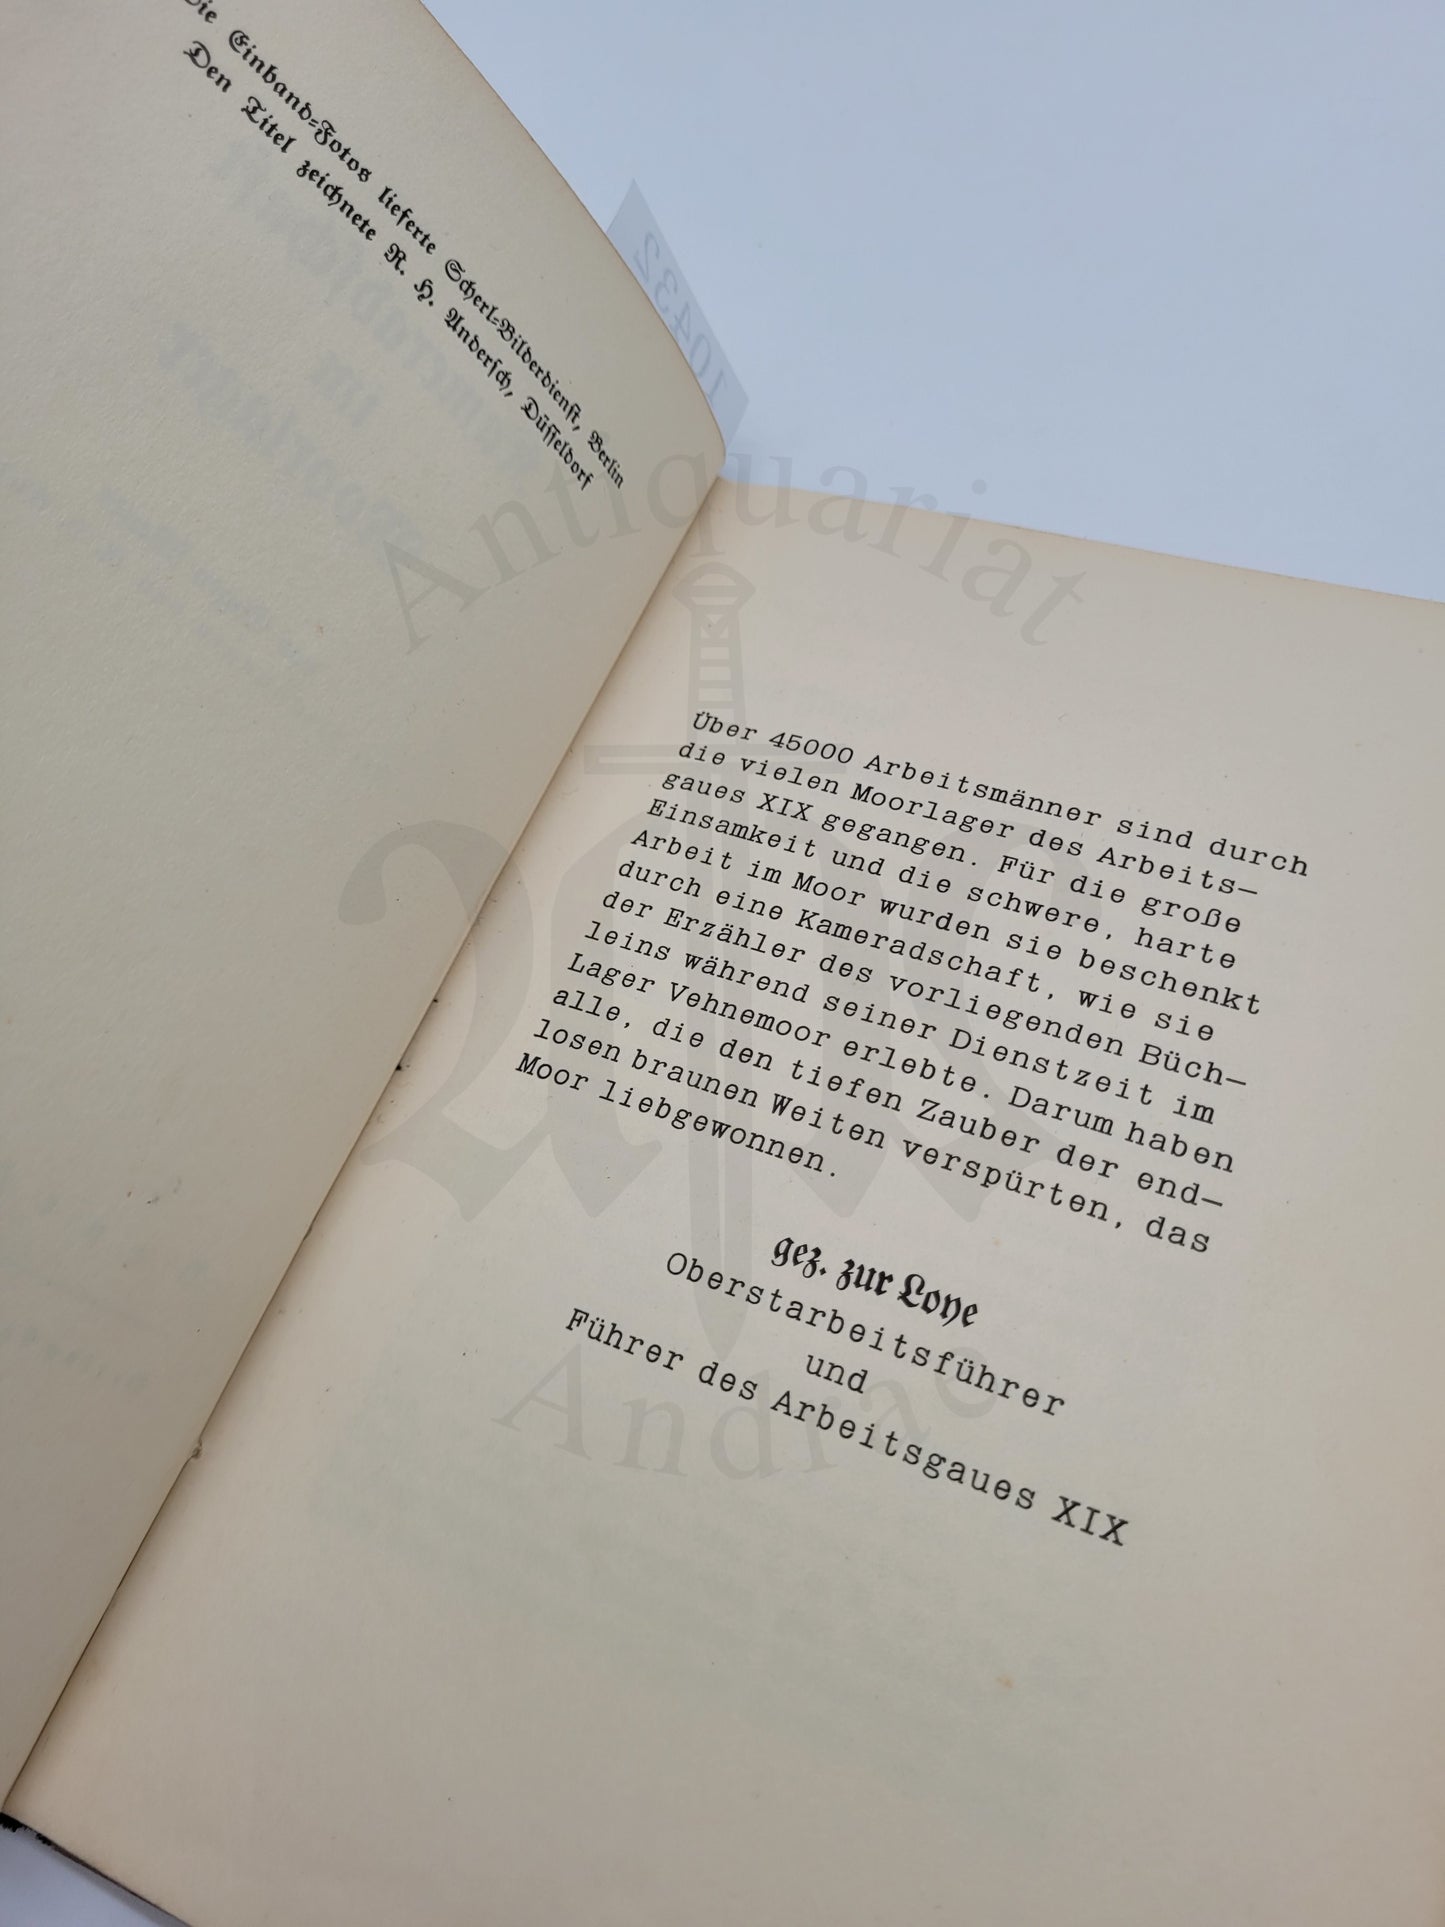 Die Einband-Fotos lieferte Scherl-Bilderdienst, Berlin
Den Titel zeichnete R. H. Andersch, Düsseldorf
10432
Antiquariat
Über 45000 Arbeitsmänner sind durch
die vielen Moorlager des Arbeits-
gaues XIX gegangen. Für die große
Einsamkeit und die schwere, harte
Arbeit im Moor wurden sie beschenkt
durch eine Kameradschaft, wie sie
der Erzähler des vorliegenden Büch-
leins während seiner Dienstzeit im
Lager Vehnemoor erlebte. Darum haben
alle, die den tiefen Zauber der end-
losen braunen Weiten verspürten, das
Moor liebgewonnen.
gez. zur Loye
Oberstarbeitsführer
und
Führer des Arbeitsgaues XIX
Andrae